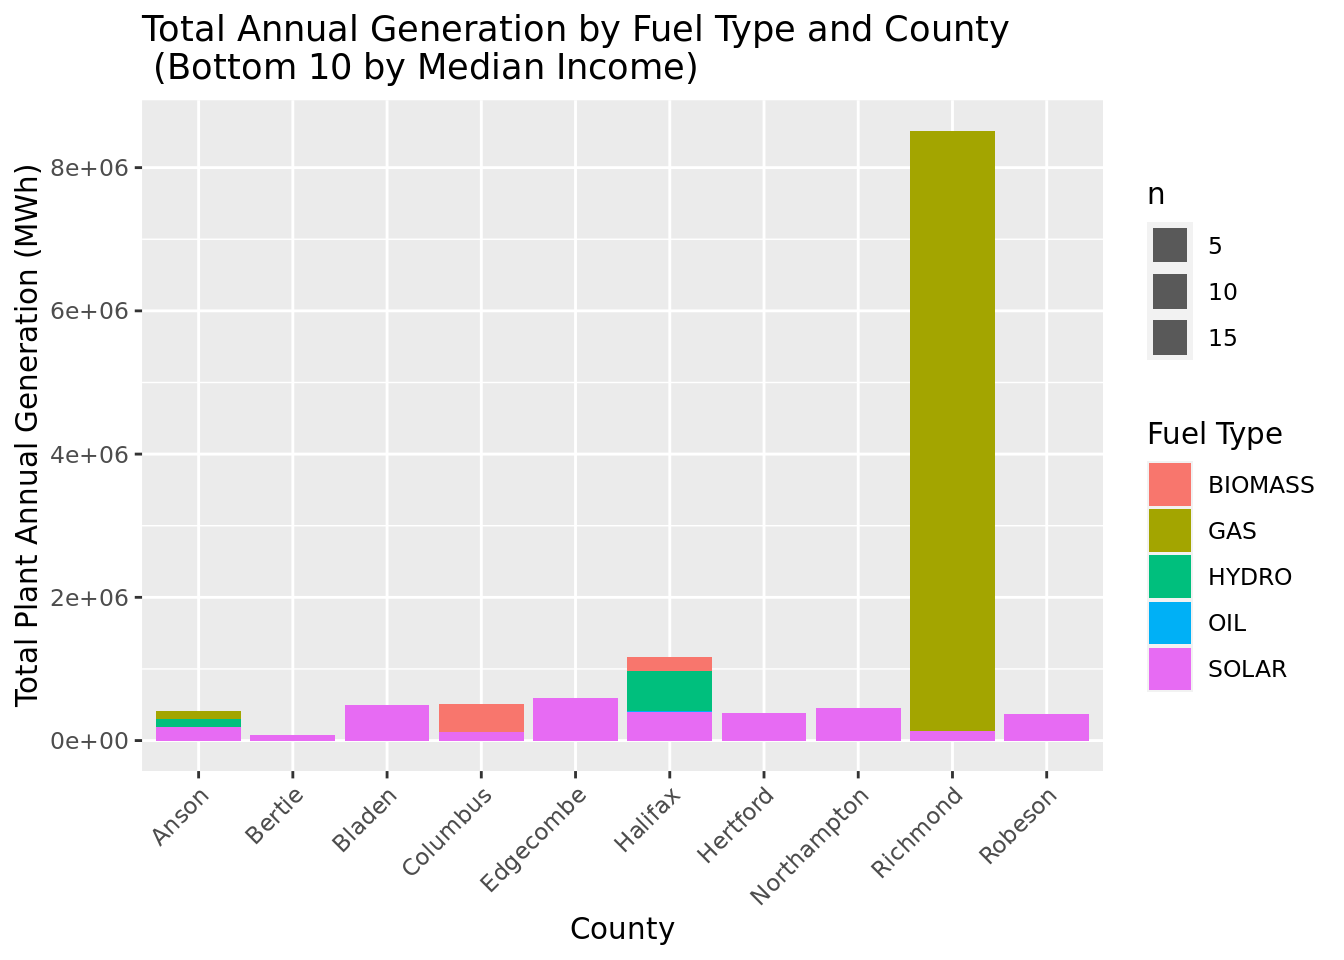 Total Annual Generation by Fuel Type and County
(Bottom 10 by Median Income)
Total Plant Annual Generation (MWh)
8e+06
6e+06
4e+06
2e+06
0e+00
Anson
Bertie
Bladen
Columbus
Edgecombe
Halifax
Hertford
Northampton
Richmond
Robeson
County
n
5
10
15
Fuel Type
BIOMASS
GAS
HYDRO
OIL
SOLAR